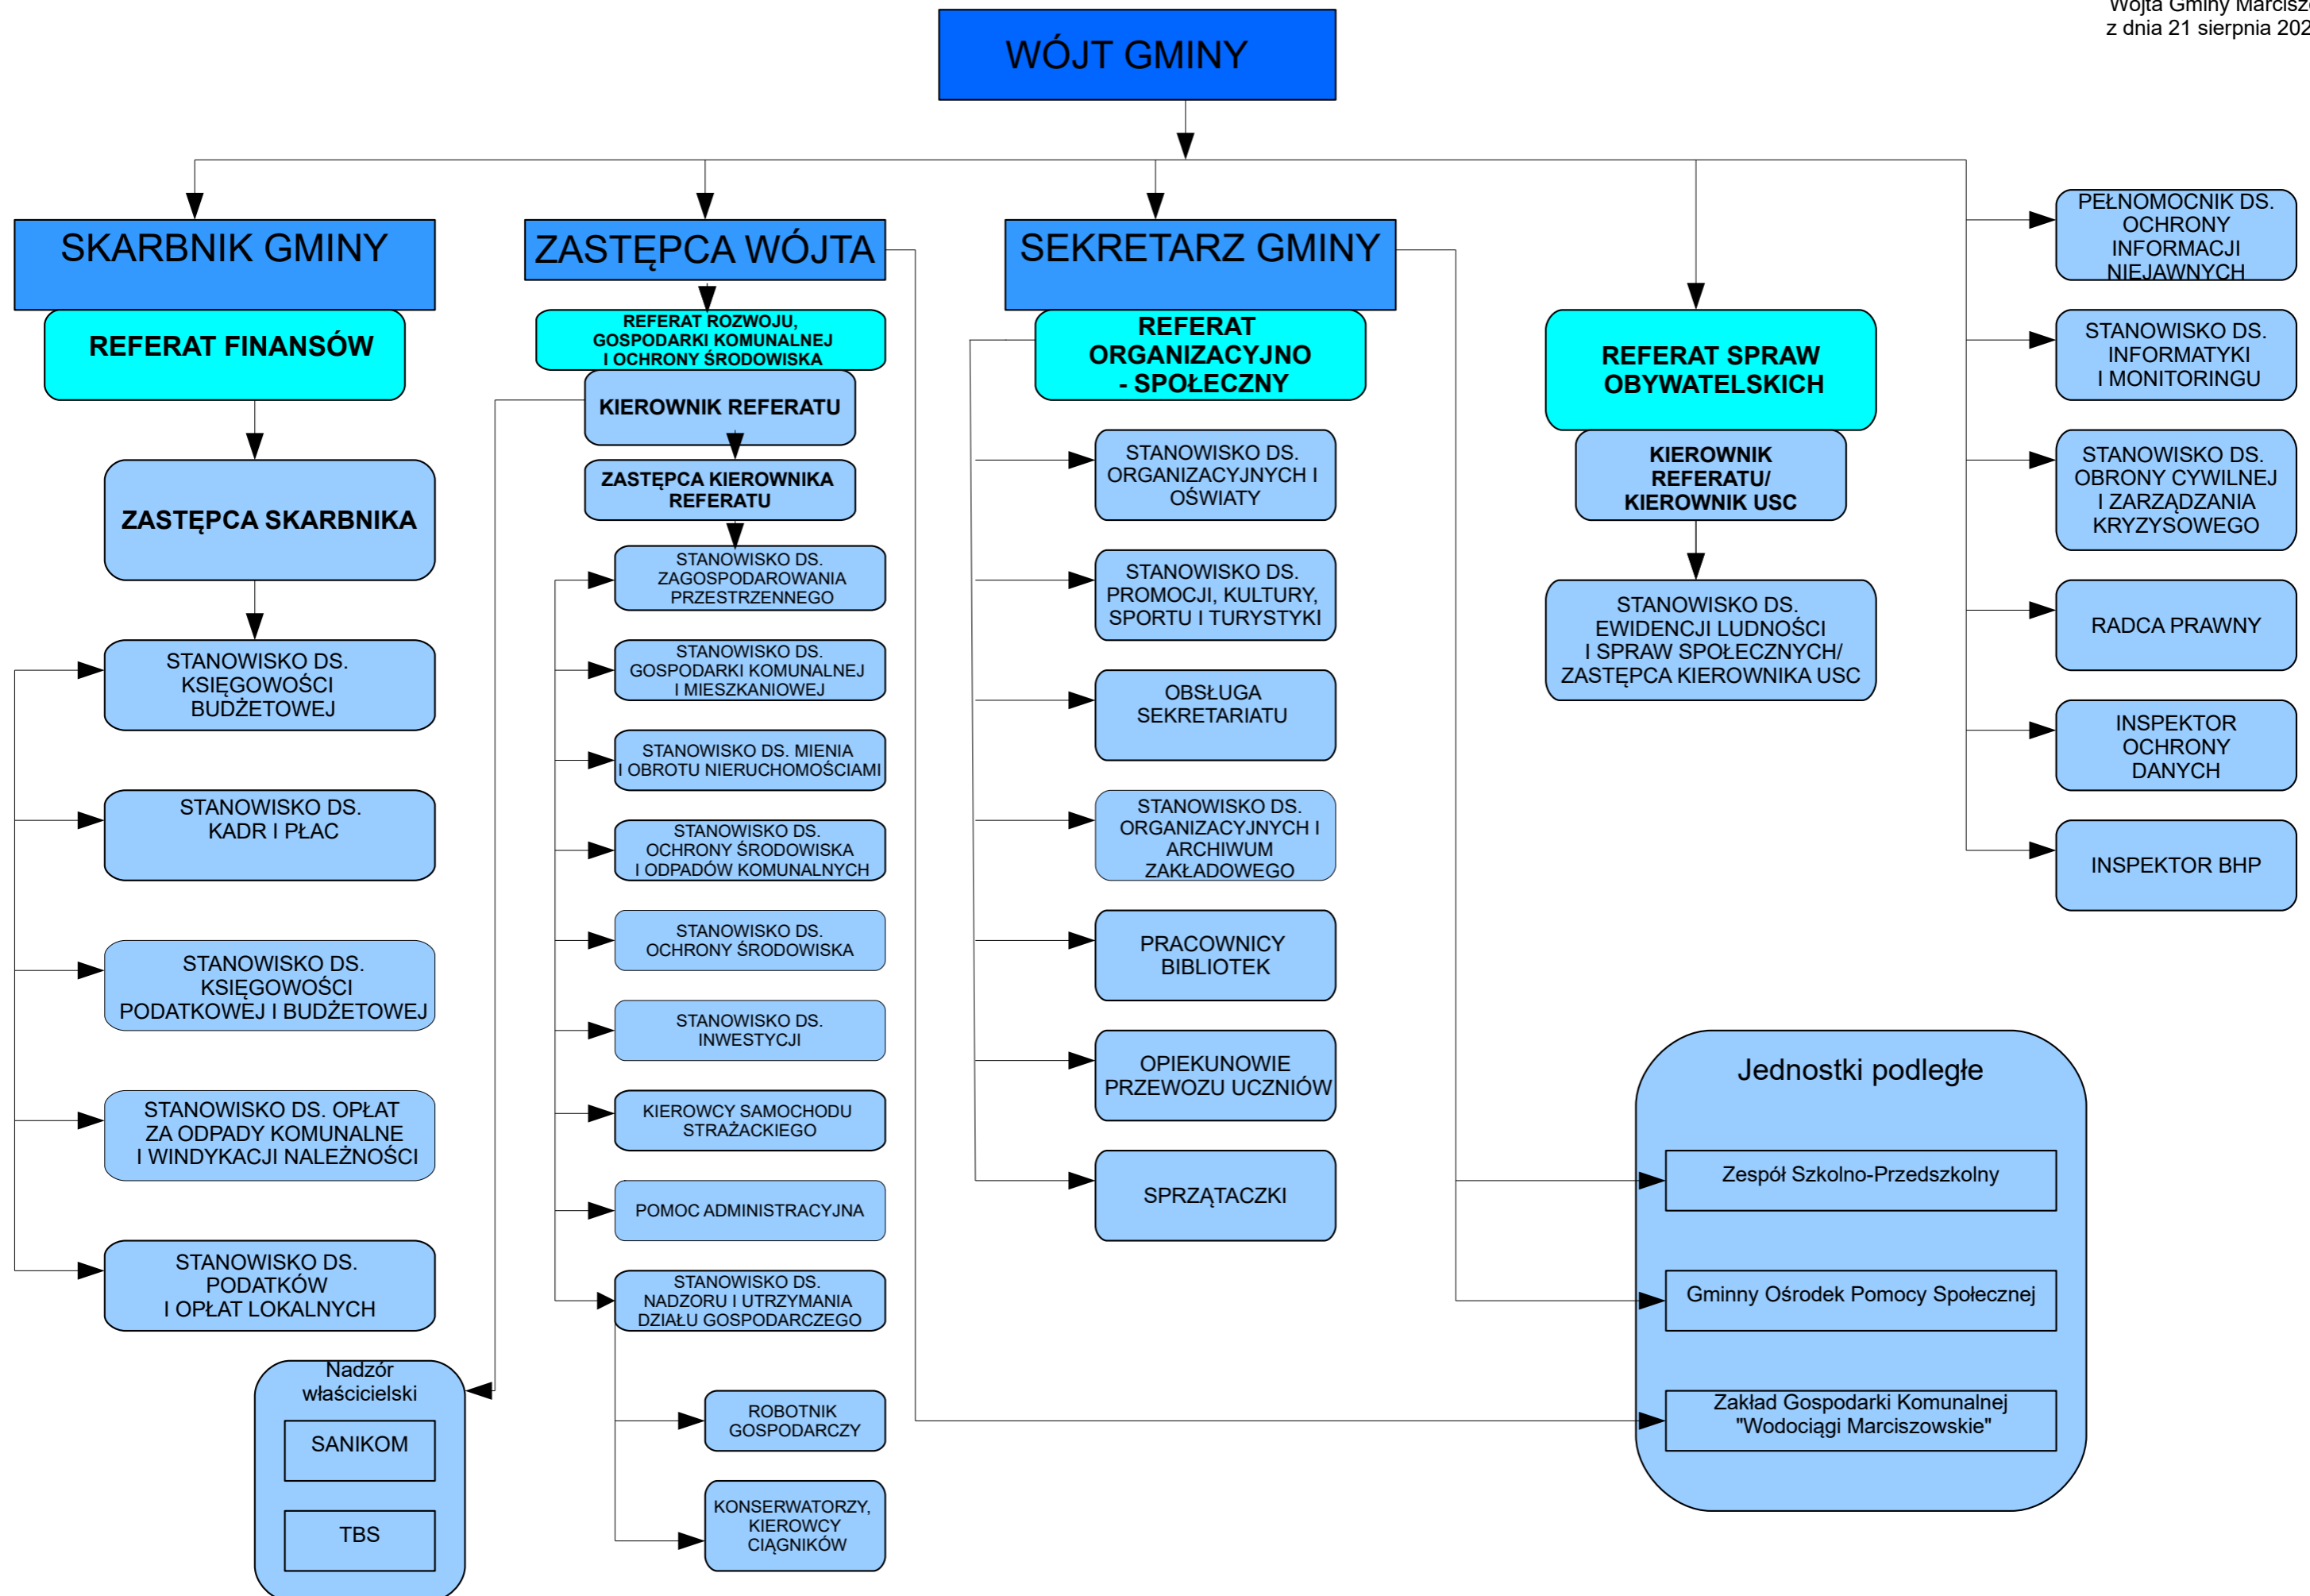 Wójta Gminy
z dnia 21 sierpnia
WÓJT GMINY
SKARBNIK GMINY
REFERAT FINANSÓW
ZASTĘPCA SKARBNIKA
STANOWISKO DS.
KSIĘGOWOŚCI
BUDŻETOWEJ
STANOWISKO DS.
KADR I PŁAC
STANOWISKO DS.
KSIĘGOWOŚCI
PODATKOWEJ I BUDŻETOWEJ
STANOWISKO DS. OPŁAT
ZA ODPADY KOMUNALNE
I WINDYKACJI NALEŻNOŚCI
STANOWISKO DS.
PODATKÓW
I OPŁAT LOKALNYCH
Nadzór
właścicielski
SANIKOM
TBS
ZASTĘPCA WÓJTA
REFERAT ROZWOJU,
GOSPODARKI KOMUNALNEJ
I OCHRONY ŚRODOWISKA
KIEROWNIK REFERATU
ZASTĘPCA KIEROWNIKA
REFERATU
STANOWISKO DS.
ZAGOSPODAROWANIA
PRZESTRZENNEGO
STANOWISKO DS.
GOSPODARKI KOMUNALNEJ
I MIESZKANIOWEJ
STANOWISKO DS. MIENIA
I OBROTU NIERUCHOMOŚCIAMI
STANOWISKO DS.
OCHRONY ŚRODOWISKA
I ODPADÓW KOMUNALNYCH
STANOWISKO DS.
OCHRONY ŚRODOWISKA
STANOWISKO DS.
INWESTYCJI
KIEROWCY SAMOCHODU
STRAŻACKIEGO
POMOC ADMINISTRACYJNA
STANOWISKO DS.
NADZORU I UTRZYMANIA
DZIAŁU GOSPODARCZEGO
ROBOTNIK
GOSPODARCZY
KONSERWATORZY,
KIEROWCY
CIĄGNIKÓW
SEKRETARZ GMINY
REFERAT
ORGANIZACYJNO
- SPOŁECZNY
STANOWISKO DS.
ORGANIZACYJNYCH I
OŚWIATY
STANOWISKO DS.
PROMOCJI, KULTURY,
SPORTU I TURYSTYKI
OBSŁUGA
SEKRETARIATU
STANOWISKO DS.
ORGANIZACYJNYCH I
ARCHIWUM
ZAKŁADOWEGO
PRACOWNICY
BIBLIOTEK
OPIEKUNOWIE
PRZEWOZU UCZNIÓW
SPRZĄTACZKI
REFERAT SPRAW
OBYWATELSKICH
KIEROWNIK
REFERATU/
KIEROWNIK USC
STANOWISKO DS.
EWIDENCJI LUDNOŚCI
I SPRAW SPOŁECZNYCH/
ZASTĘPCA KIEROWNIKA USC
PEŁNOMOCNIK DS.
OCHRONY
INFORMACJI
NIEJAWNYCH
STANOWISKO DS.
INFORMATYKI
I MONITORINGU
STANOWISKO DS.
OBRONY CYWILNEJ
I ZARZĄDZANIA
KRYZYSOWEGO
RADCA PRAWNY
INSPEKTOR
OCHRONY
DANYCH
INSPEKTOR BHP
Jednostki podległe
Zespół Szkolno-Przedszkolny
Gminny Ośrodek Pomocy Społecznej
Zakład Gospodarki Komunalnej
"Wodociągi Marciszowskie"